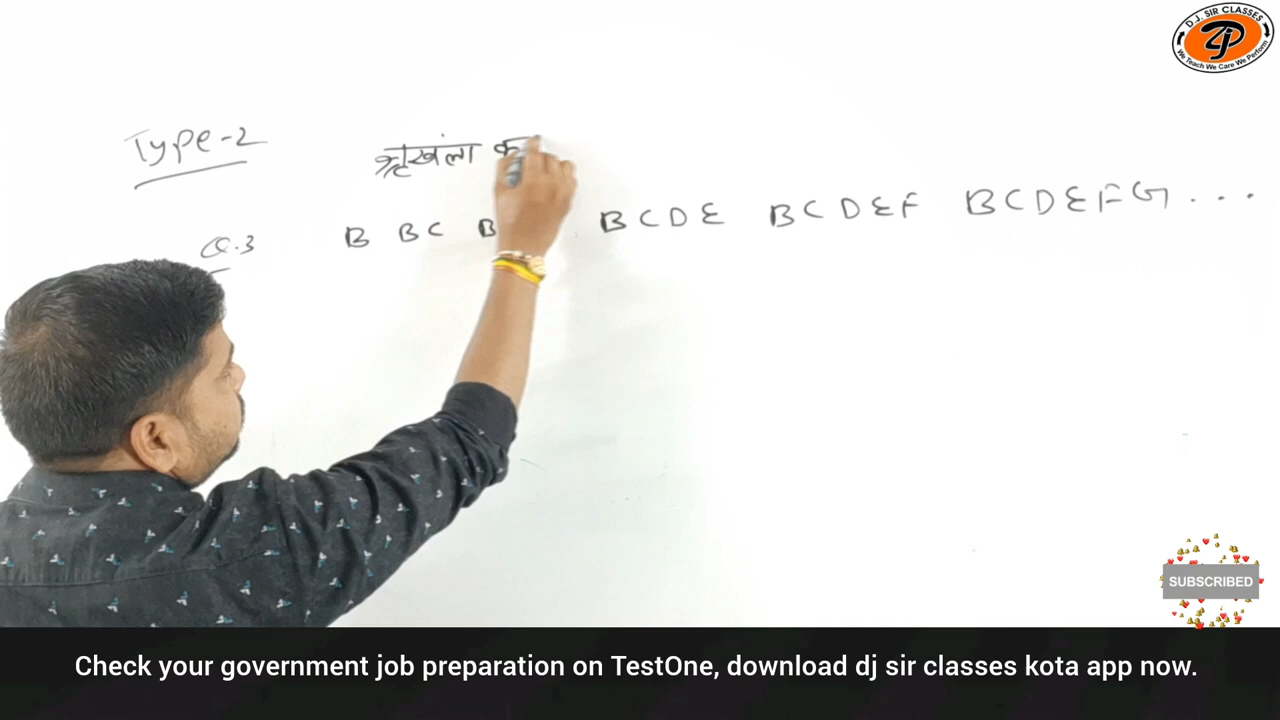 D.J. SIR CLASSES
We Teach We Care We Perform
Type-2
श्रृखंला
Q.3 B BC B BCDE BCDEF BCDEFG...
SUBSCRIBED
Check your government job preparation on TestOne, download dj sir classes kota app now.